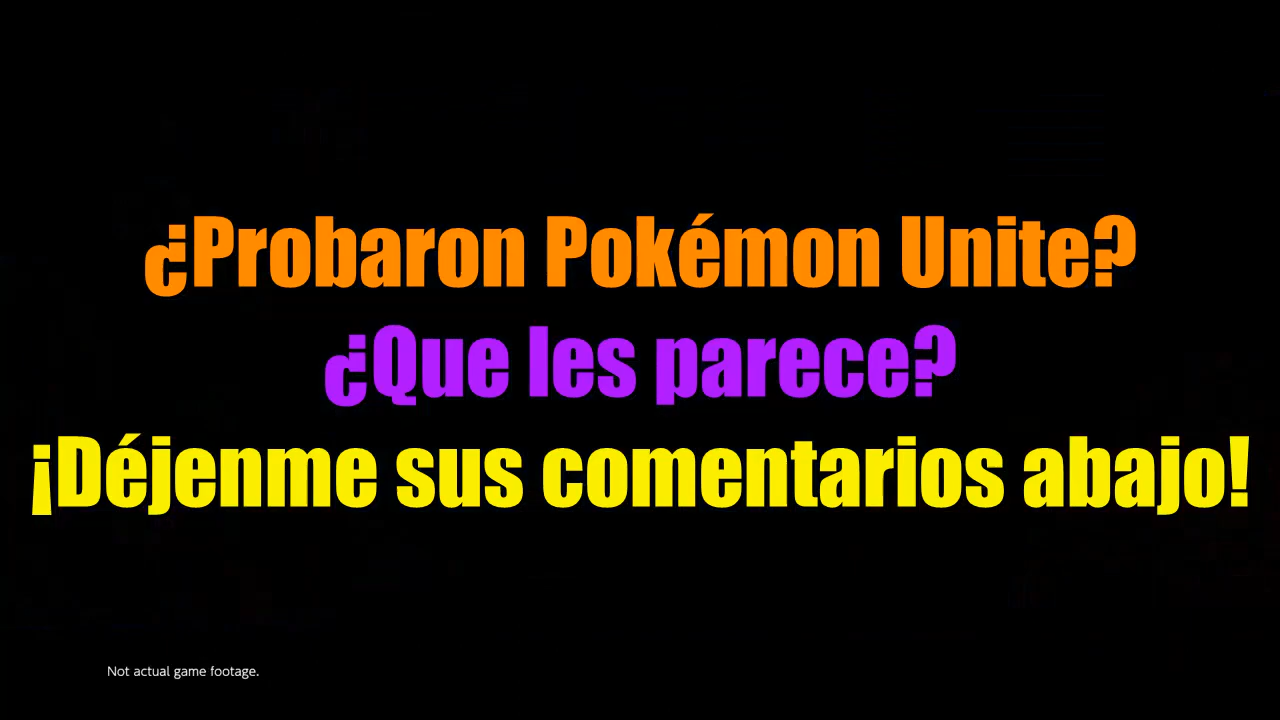 ¿Probaron Pokémon Unite?
¿Que les parece?
¡Déjenme sus comentarios abajo!
Not actual game footage.